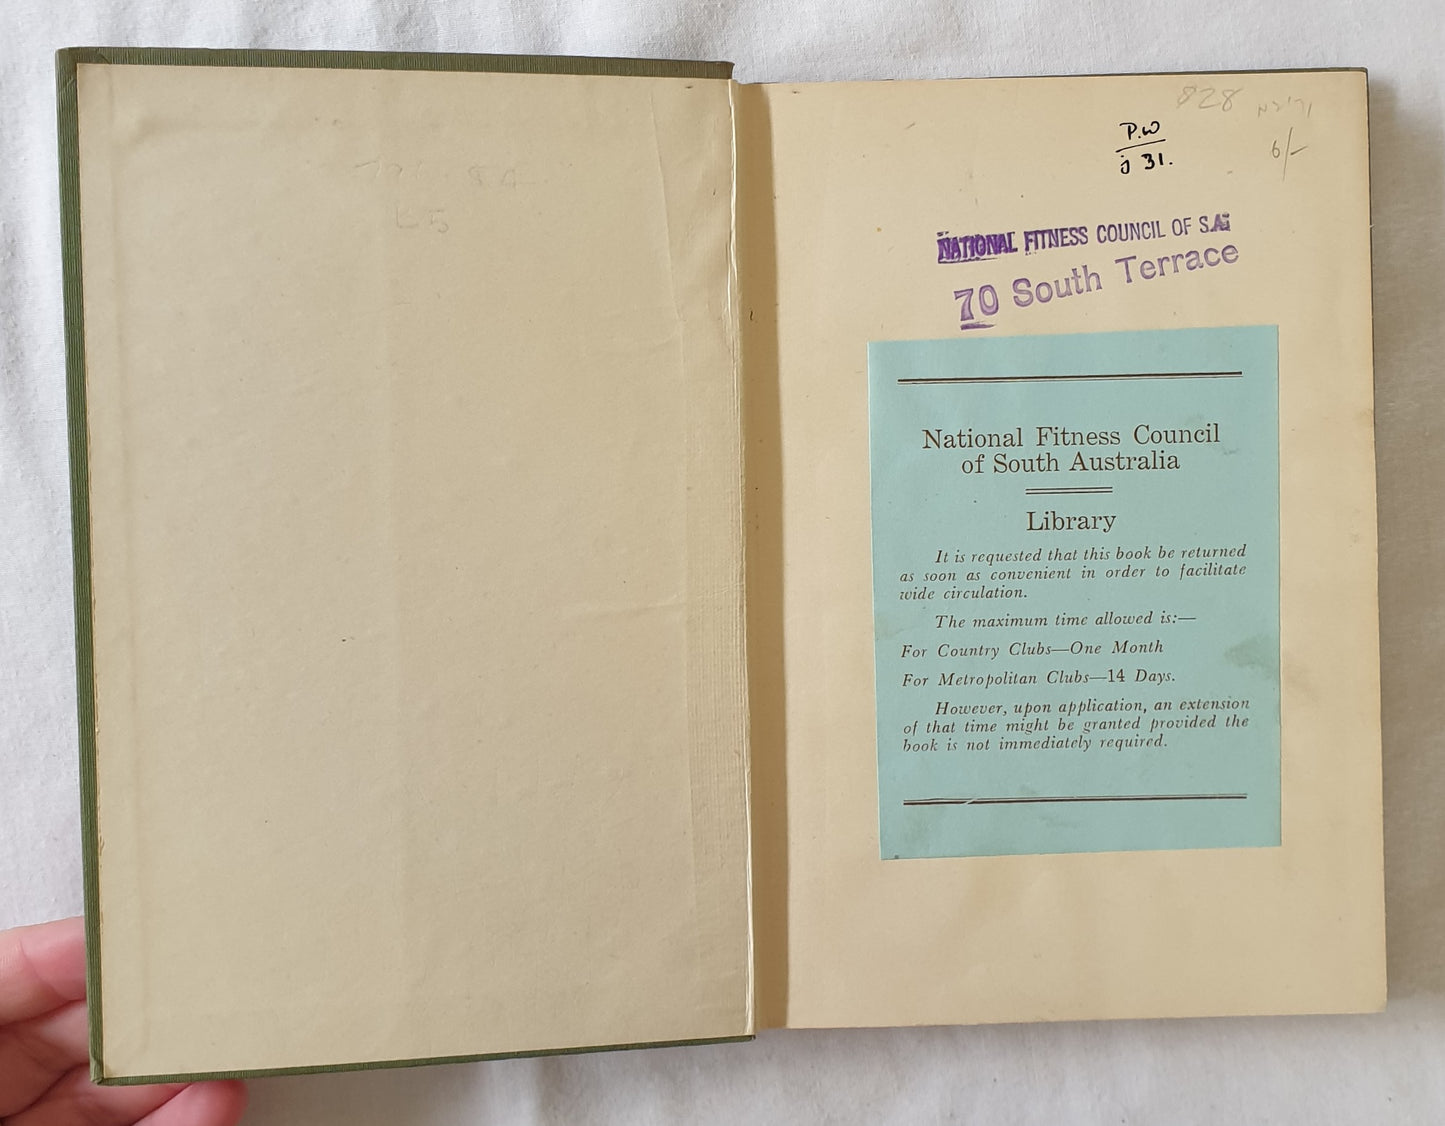 828
6/-
P.W
j 31.
NATIONAL FITNESS COUNCIL OF S.A.
70 South Terrace
National Fitness Council
of South Australia
Library
It is requested that this book be returned
as soon as convenient in order to facilitate
wide circulation.
The maximum time allowed is:—
For Country Clubs—One Month
For Metropolitan Clubs—14 Days.
However, upon application, an extension
of that time might be granted provided the
book is not immediately required.